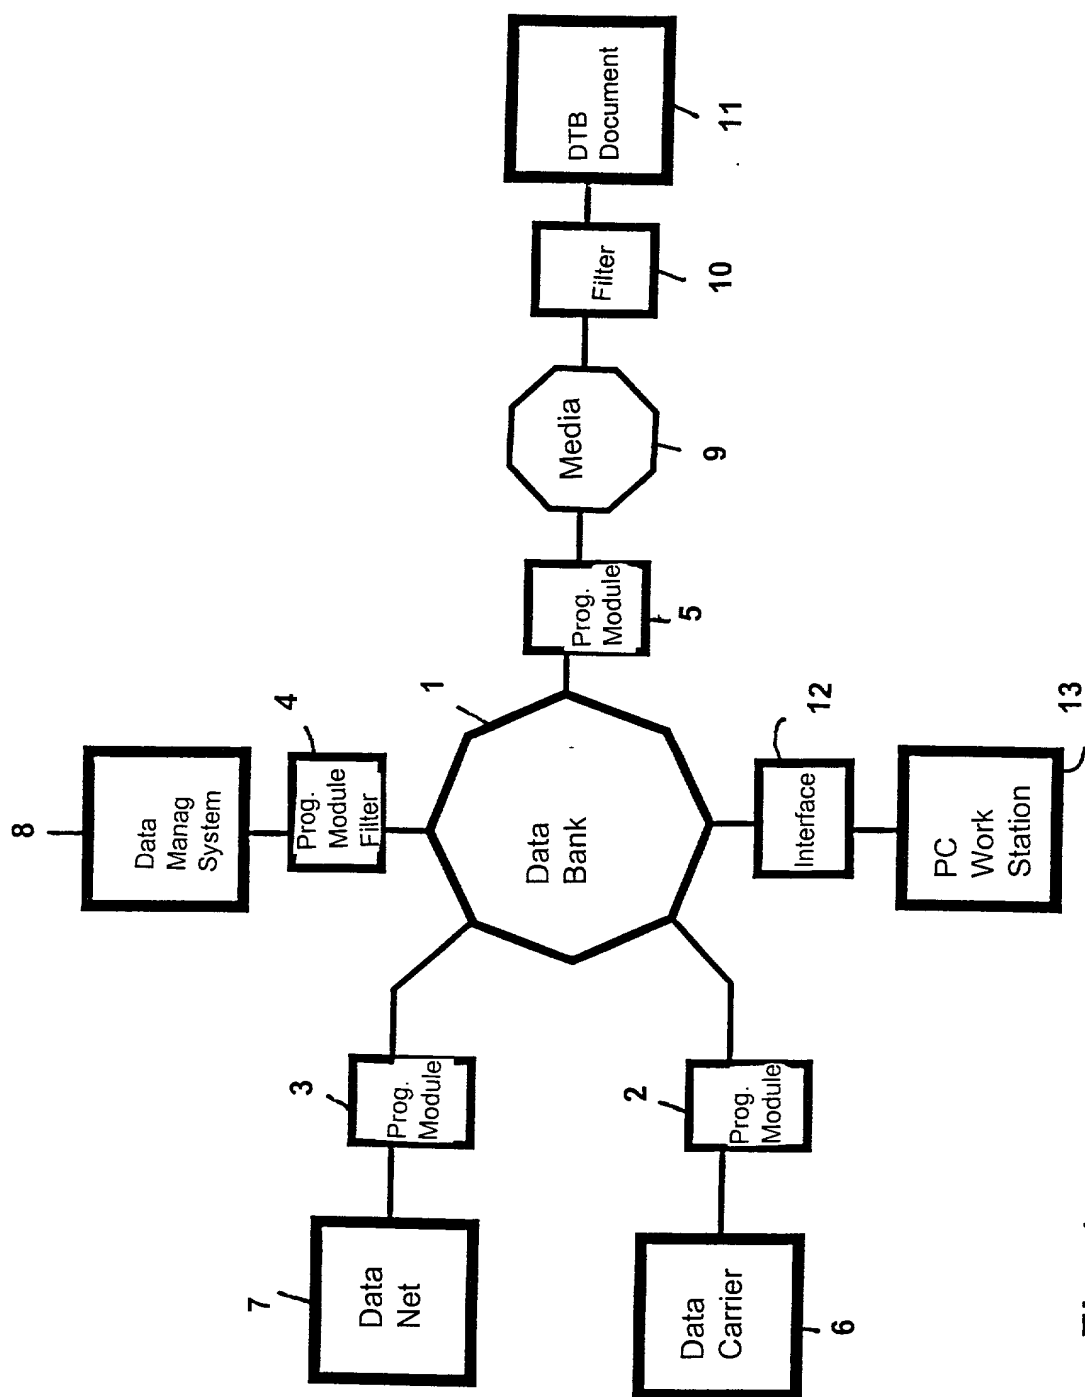 8
Data
Manag
System
4
Prog.
Module
Filter
7
Data
Net
3
Prog.
Module
1
Data
Bank
5
Prog.
Module
9
Media
10
Filter
11
DTB
Document
6
Data
Carrier
2
Prog.
Module
12
Interface
13
PC
Work
Station